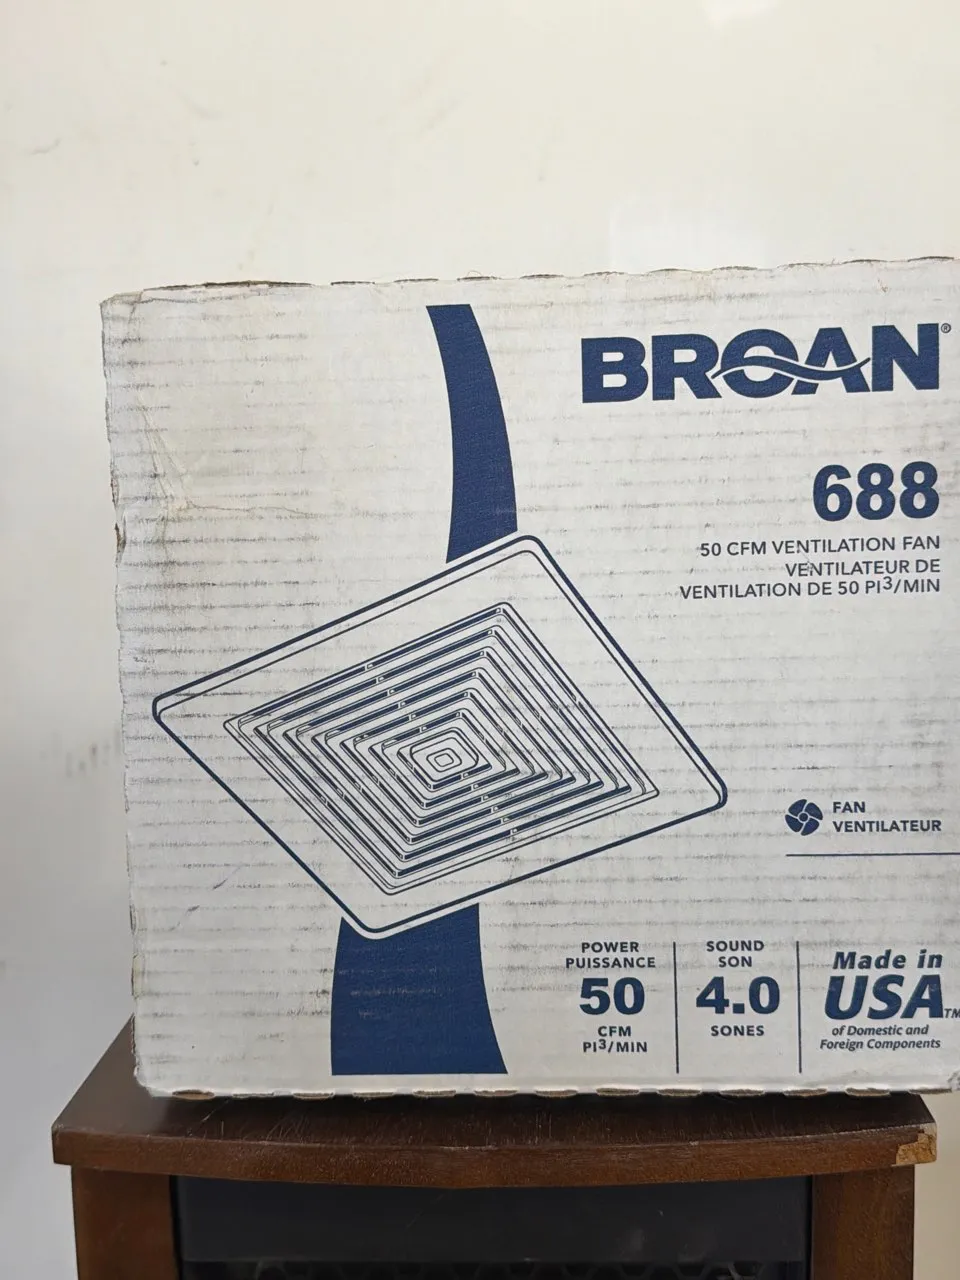 BROAN®
688
50 CFM VENTILATION FAN
VENTILATEUR DE
VENTILATION DE 50 PI³/MIN
FAN
VENTILATEUR
POWER
PUISSANCE
50
CFM
PI³/MIN
SOUND
SON
4.0
SONES
Made in
USA™
of Domestic and
Foreign Components